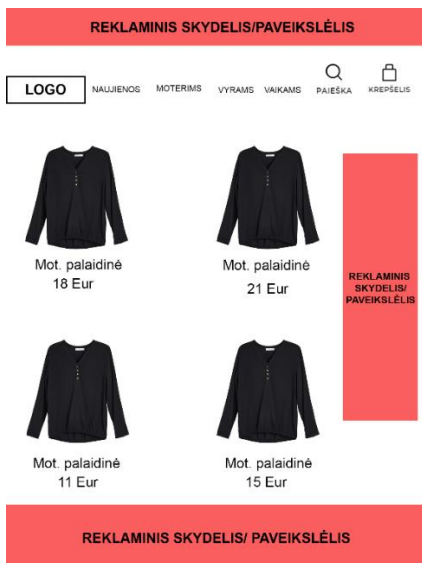 REKLAMINIS SKYDELIS/PAVEIKSLĖLIS
LOGO NAUJIENOS MOTERIMS VYRAMS VAIKAMS PAIEŠKA KREPŠELIS
Mot. palaidinė
18 Eur
Mot. palaidinė
21 Eur
REKLAMINIS
SKYDELIS/
PAVEIKSLĖLIS
Mot. palaidinė
11 Eur
Mot. palaidinė
15 Eur
REKLAMINIS SKYDELIS/ PAVEIKSLĖLIS